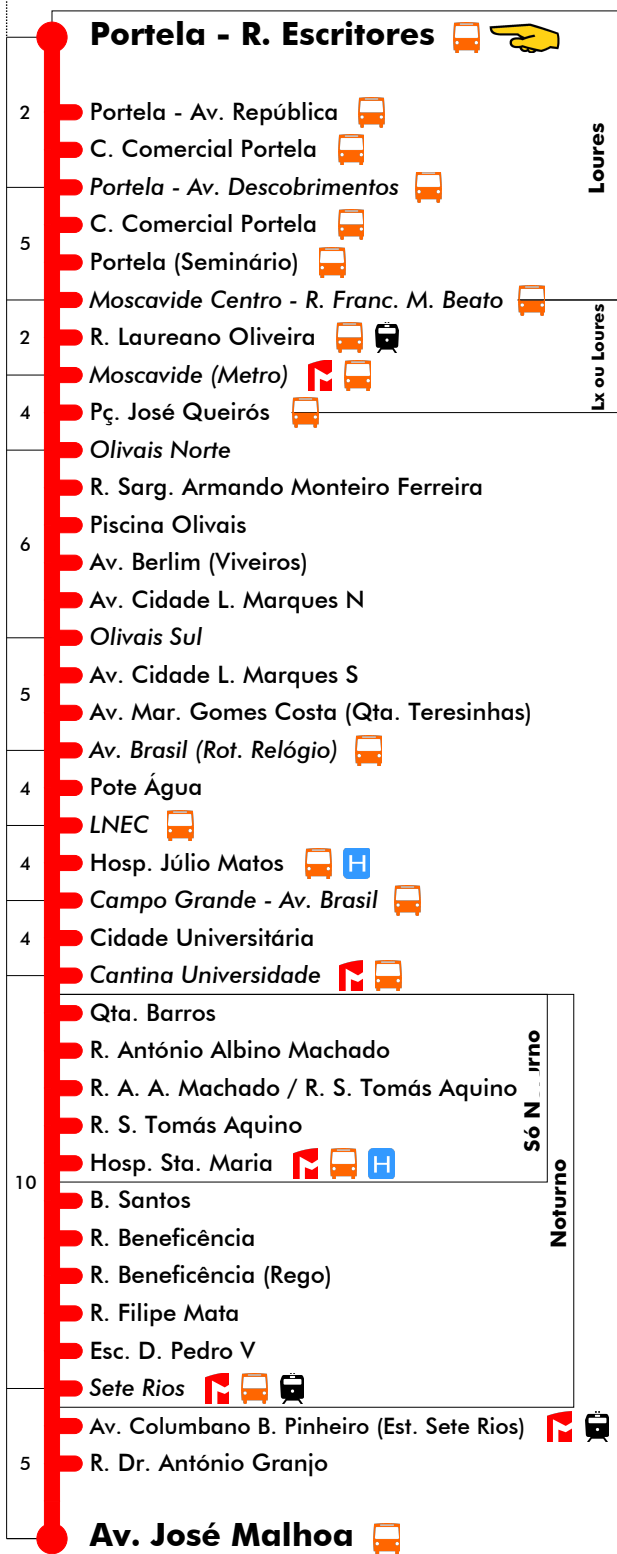 Portela - R. Escritores
2
Portela - Av. República
C. Comercial Portela
Loures
Portela - Av. Descobrimentos
5
C. Comercial Portela
Portela (Seminário)
Moscavide Centro - R. Franc. M. Beato
2
R. Laureano Oliveira
Lx ou Loures
Moscavide (Metro)
4
Pç. José Queirós
Olivais Norte
R. Sarg. Armando Monteiro Ferreira
Piscina Olivais
6
Av. Berlim (Viveiros)
Av. Cidade L. Marques N
Olivais Sul
Av. Cidade L. Marques S
5
Av. Mar. Gomes Costa (Qta. Teresinhas)
Av. Brasil (Rot. Relógio)
4
Pote Água
LNEC
4
Hosp. Júlio Matos
H
Campo Grande - Av. Brasil
4
Cidade Universitária
Cantina Universidade
Qta. Barros
R. António Albino Machado
R. A. A. Machado / R. S. Tomás Aquino
Só
R. S. Tomás Aquino
Hosp. Sta. Maria
H
10
B. Santos
Noturno
R. Beneficência
R. Beneficência (Rego)
R. Filipe Mata
Esc. D. Pedro V
Sete Rios
Av. Columbano B. Pinheiro (Est. Sete Rios)
5
R. Dr. António Granjo
Av. José Malhoa